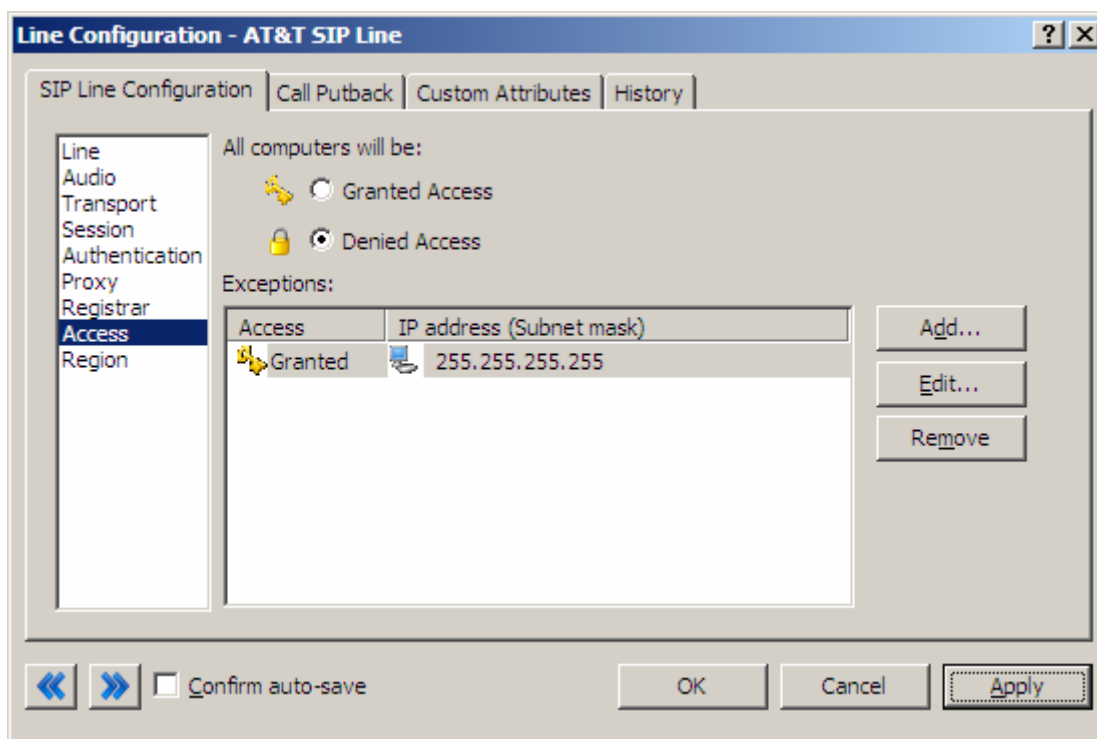 Line Configuration - AT&T SIP Line
SIP Line Configuration
Call Putback
Custom Attributes
History
Line
Audio
Transport
Session
Authentication
Proxy
Registrar
Access
Region
All computers will be:
Granted Access
Denied Access
Exceptions:
Access
IP address (Subnet mask)
Granted
255.255.255.255
Add...
Edit...
Remove
Confirm auto-save
OK
Cancel
Apply